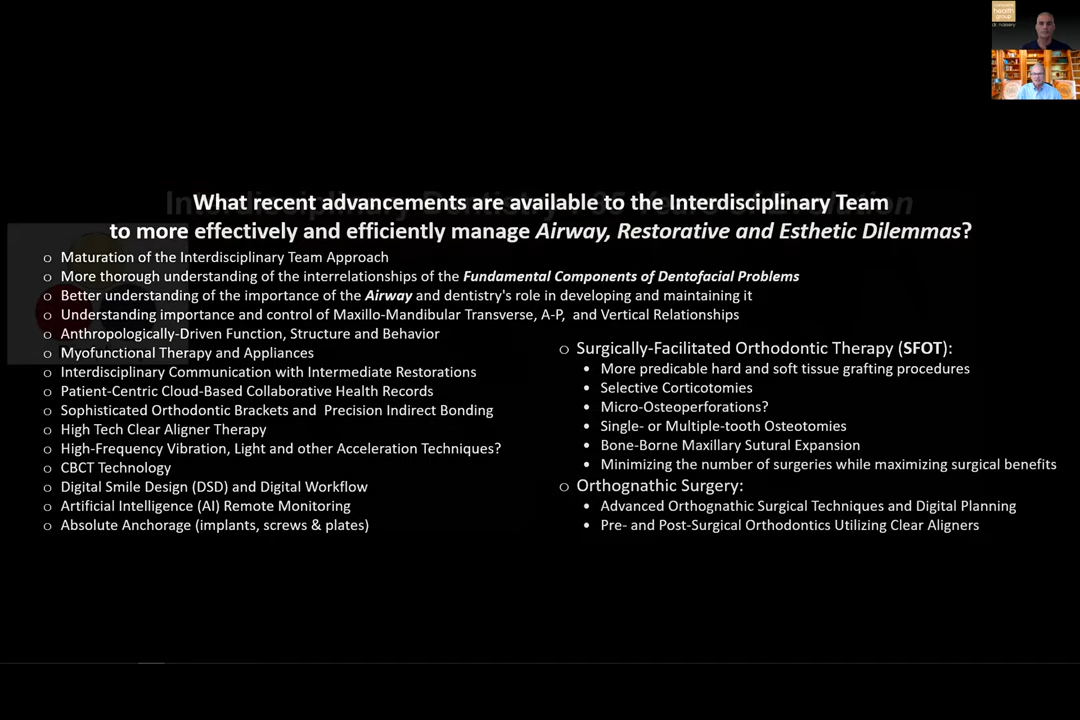 complete
health
group
dr. nassery
What recent advancements are available to the Interdisciplinary Team
to more effectively and efficiently manage Airway, Restorative and Esthetic Dilemmas?
o Maturation of the Interdisciplinary Team Approach
o More thorough understanding of the interrelationships of the Fundamental Components of Dentofacial Problems
o Better understanding of the importance of the Airway and dentistry's role in developing and maintaining it
o Understanding importance and control of Maxillo-Mandibular Transverse, A-P, and Vertical Relationships
o Anthropologically-Driven Function, Structure and Behavior
o Myofunctional Therapy and Appliances
o Interdisciplinary Communication with Intermediate Restorations
o Patient-Centric Cloud-Based Collaborative Health Records
o Sophisticated Orthodontic Brackets and Precision Indirect Bonding
o High Tech Clear Aligner Therapy
o High-Frequency Vibration, Light and other Acceleration Techniques?
o CBCT Technology
o Digital Smile Design (DSD) and Digital Workflow
o Artificial Intelligence (AI) Remote Monitoring
o Absolute Anchorage (implants, screws & plates)
o Surgically-Facilitated Orthodontic Therapy (SFOT):
• More predicable hard and soft tissue grafting procedures
• Selective Corticotomies
• Micro-Osteoperforations?
• Single- or Multiple-tooth Osteotomies
• Bone-Borne Maxillary Sutural Expansion
• Minimizing the number of surgeries while maximizing surgical benefits
o Orthognathic Surgery:
• Advanced Orthognathic Surgical Techniques and Digital Planning
• Pre- and Post-Surgical Orthodontics Utilizing Clear Aligners